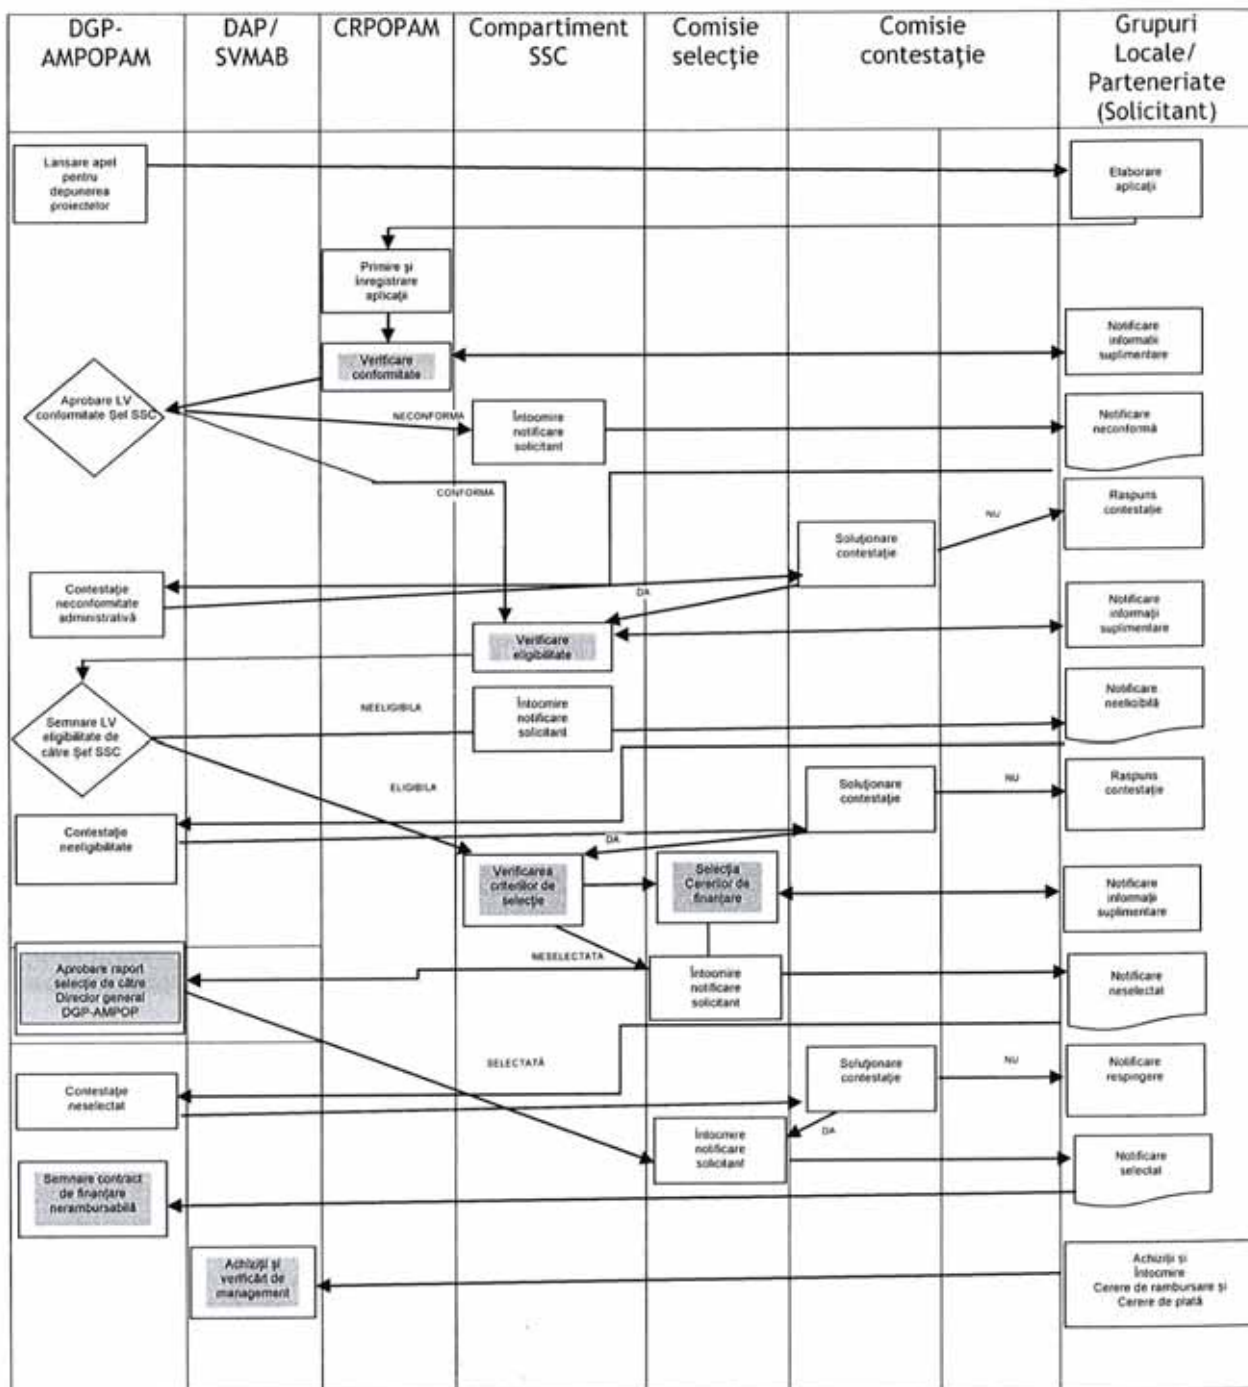 DGP-
AMPOPAM
DAP/
SVMAB
CRPOPAM
Compartiment
SSC
Comisie
selecţie
Comisie
contestaţie
Grupuri
Locale/
Parteneriate
(Solicitant)
Lansare apel
pentru
depunerea
proiectelor
Elaborare
aplicaţii
Primire şi
înregistrare
aplicaţii
Verificare
conformitate
Notificare
informatii
suplimentare
Aprobare LV
conformitate Şef SSC
NECONFORMA
Întocmire
notificare
solicitant
Notificare
neconformă
CONFORMA
Soluţionare
contestaţie
NU
Raspuns
contestaţie
Contestaţie
neconformitate
administrativă
DA
Verificare
eligibilitate
Notificare
informaţii
suplimentare
Semnare LV
eligibilitate de
către Şef SSC
NEELIGIBILA
Întocmire
notificare
solicitant
Notificare
neeligibilă
ELIGIBILA
Soluţionare
contestaţie
NU
Raspuns
contestaţie
Contestaţie
neeligibilitate
DA
Verificarea
criteriilor de
selecţie
Selecţia
Cererilor de
finanţare
Notificare
informaţii
suplimentare
NESELECTATA
Aprobare raport
selecţie de către
Director general
DGP-AMPOP
Întocmire
notificare
solicitant
Notificare
neselectat
SELECTATĂ
Soluţionare
contestaţie
NU
Notificare
respingere
Contestaţie
neselectat
DA
Întocmire
notificare
solicitant
Notificare
selectat
Semnare contract
de finanţare
nerambursabilă
Achiziţii şi
verificări de
management
Achiziţii şi
Întocmire
Cerere de rambursare şi
Cerere de plată